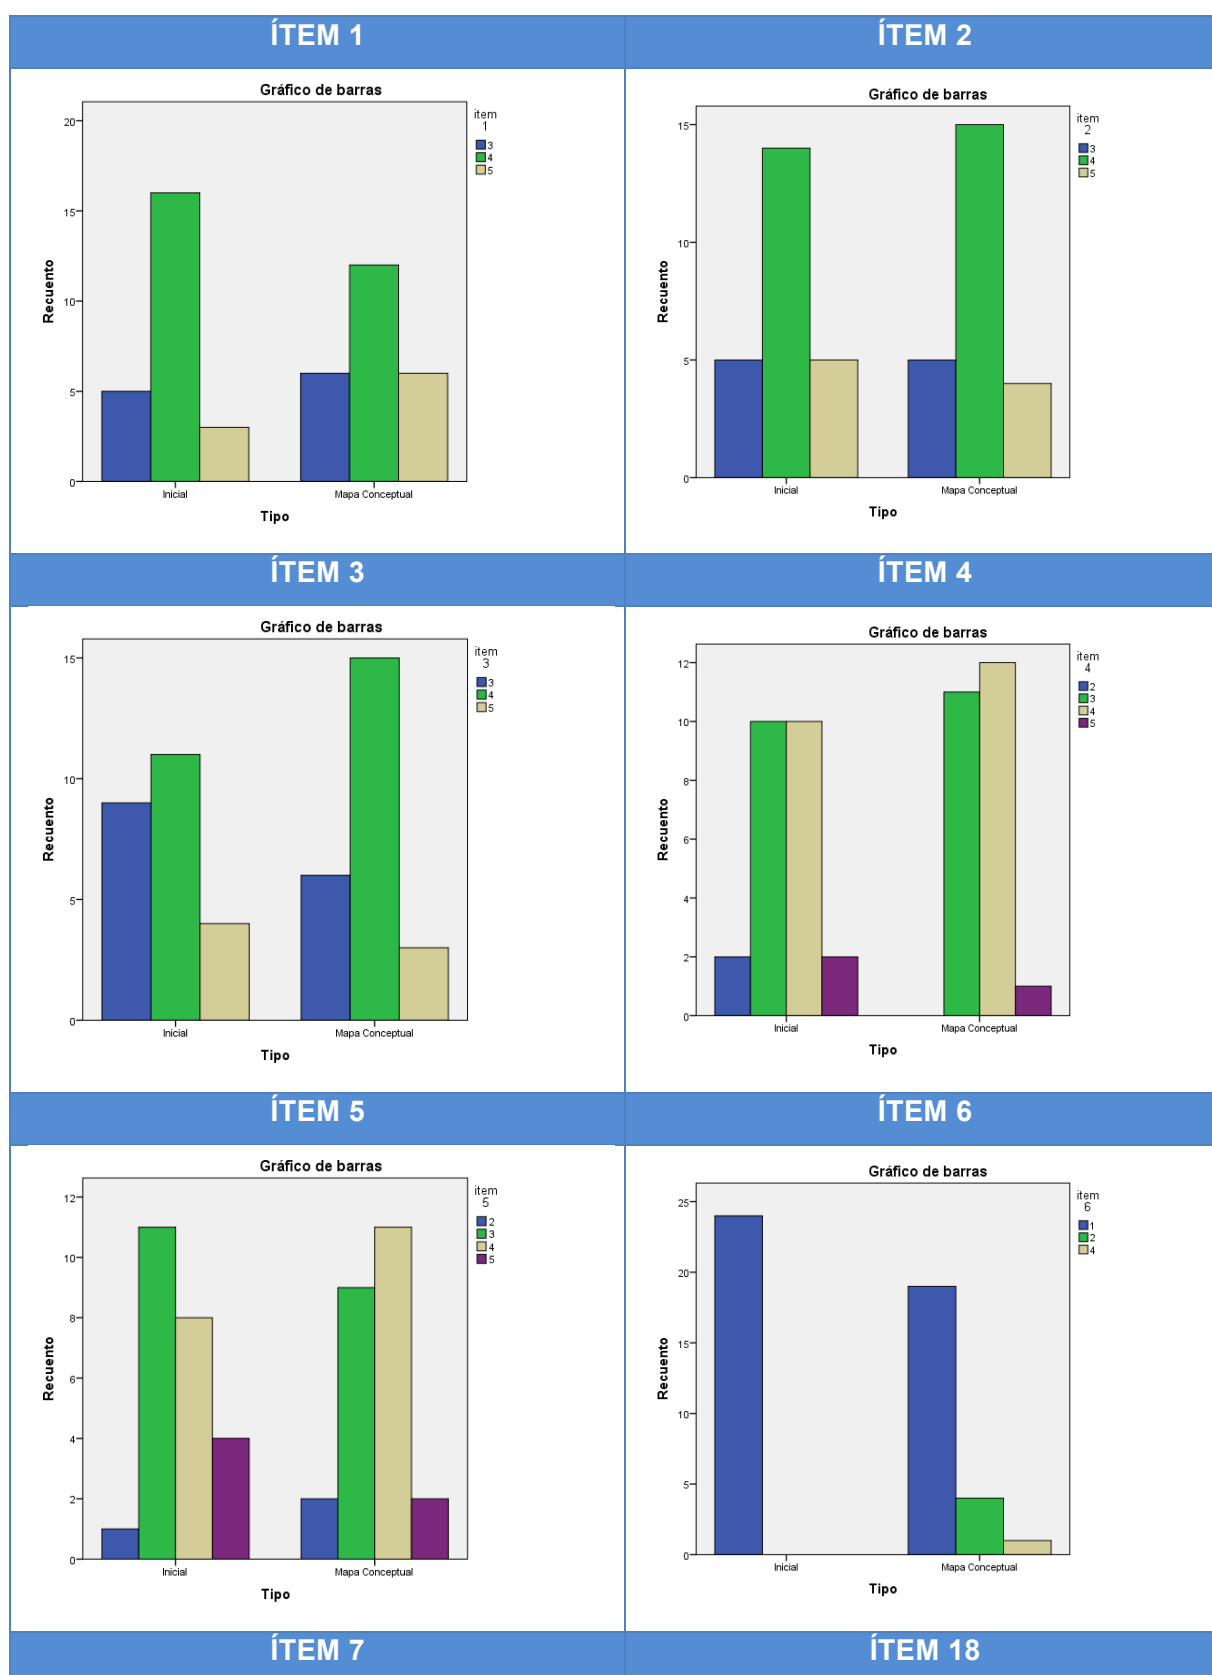 ÍTEM 1
ÍTEM 2
Gráfico de barras
item
1
3
4
5
20
15
10
5
0
Recuento
Inicial
Mapa Conceptual
Tipo
Gráfico de barras
item
2
3
4
5
15
10
5
0
Recuento
Inicial
Mapa Conceptual
Tipo
ÍTEM 3
ÍTEM 4
Gráfico de barras
item
3
3
4
5
15
10
5
0
Recuento
Inicial
Mapa Conceptual
Tipo
Gráfico de barras
item
4
2
3
4
5
12
10
8
6
4
2
0
Recuento
Inicial
Mapa Conceptual
Tipo
ÍTEM 5
ÍTEM 6
Gráfico de barras
item
5
2
3
4
5
12
10
8
6
4
2
0
Recuento
Inicial
Mapa Conceptual
Tipo
Gráfico de barras
item
6
1
2
4
25
20
15
10
5
0
Recuento
Inicial
Mapa Conceptual
Tipo
ÍTEM 7
ÍTEM 18